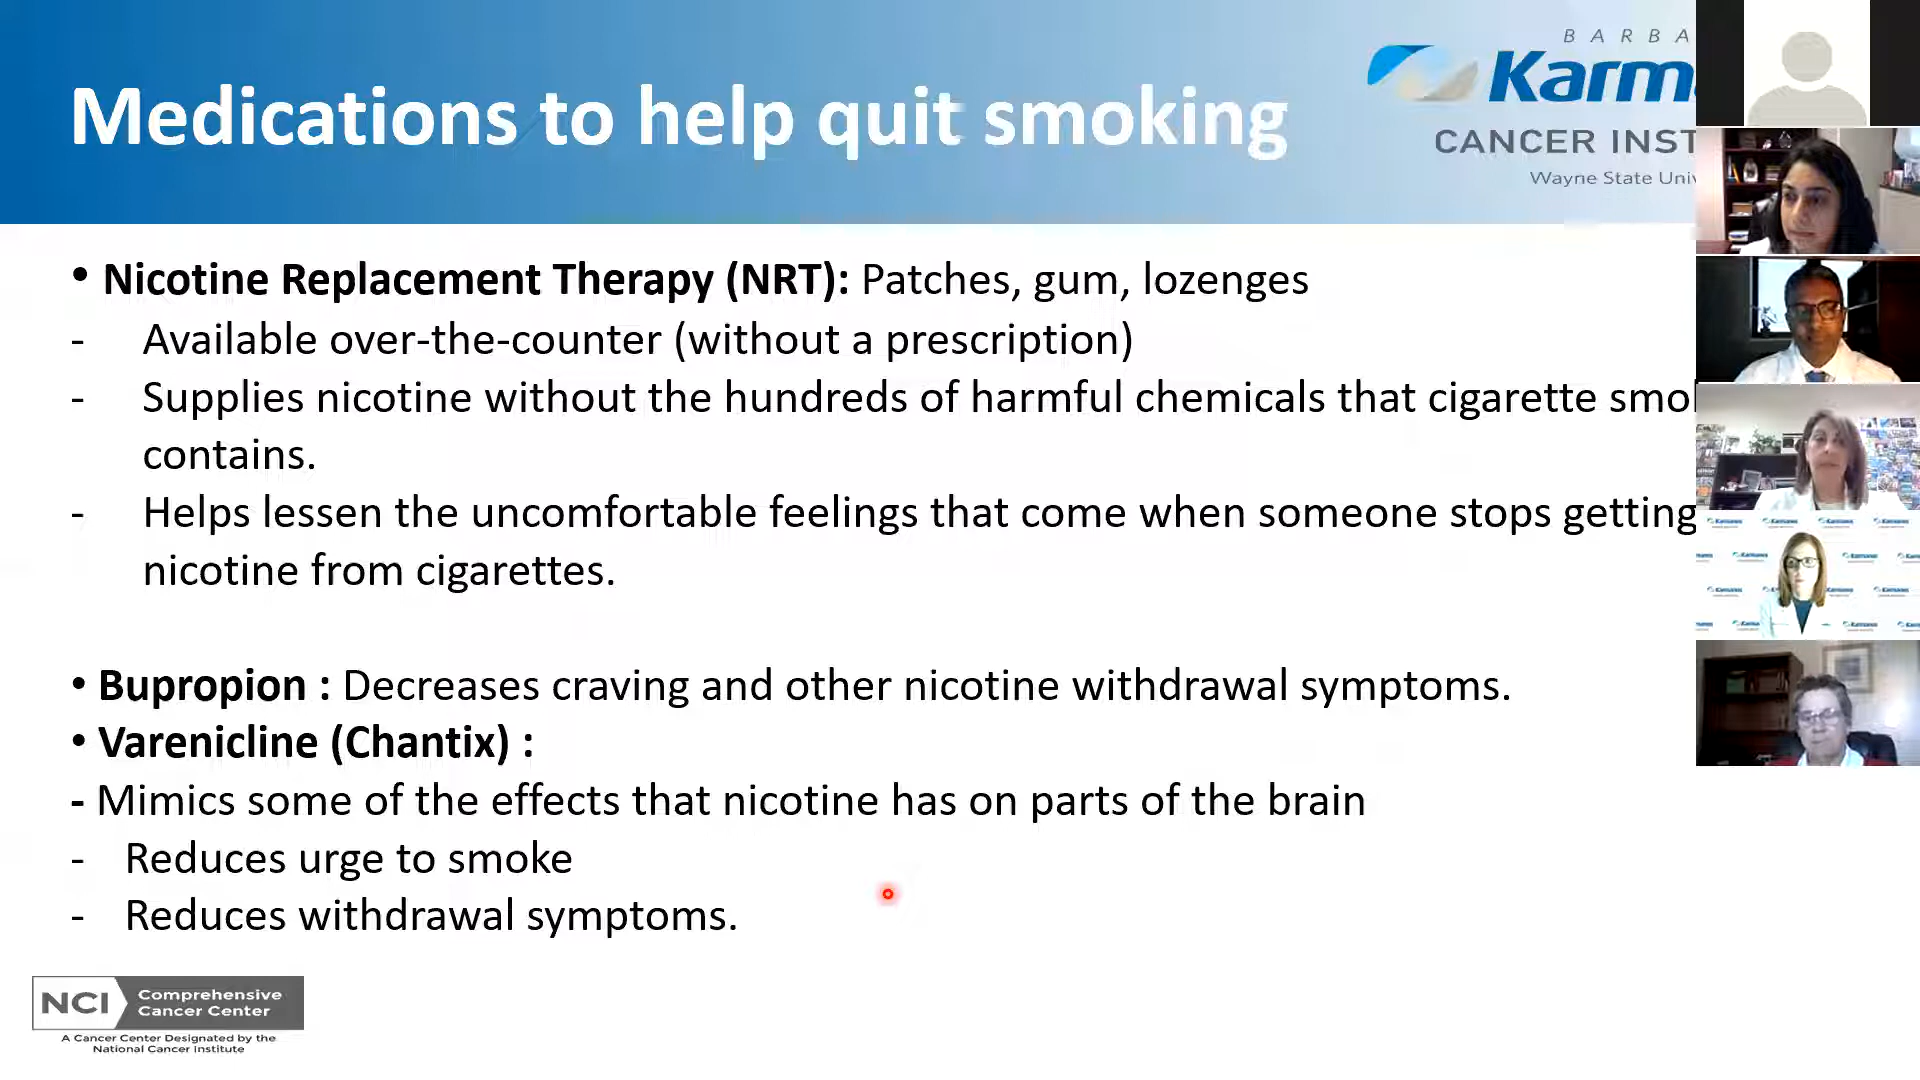 Medications to help quit smoking
BARBA
Karm
CANCER INST
Wayne State Univ
• Nicotine Replacement Therapy (NRT): Patches, gum, lozenges
- Available over-the-counter (without a prescription)
- Supplies nicotine without the hundreds of harmful chemicals that cigarette smo
contains.
- Helps lessen the uncomfortable feelings that come when someone stops getting
nicotine from cigarettes.
• Bupropion : Decreases craving and other nicotine withdrawal symptoms.
• Varenicline (Chantix) :
- Mimics some of the effects that nicotine has on parts of the brain
- Reduces urge to smoke
- Reduces withdrawal symptoms.
NCI Comprehensive
Cancer Center
A Cancer Center Designated by the
National Cancer Institute